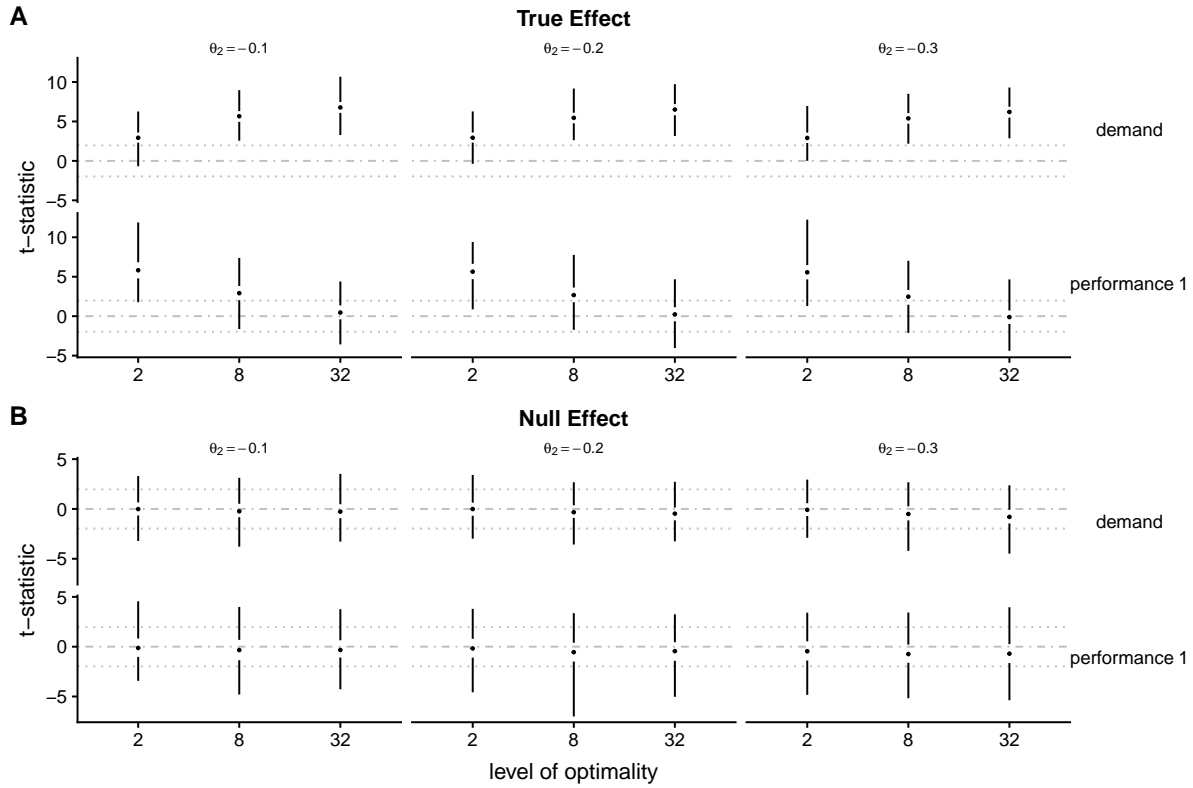 A
True Effect
θ₂ = −0.1
θ₂ = −0.2
θ₂ = −0.3
10
5
0
−5
demand
10
5
0
−5
performance 1
t−statistic
2
8
32
2
8
32
2
8
32
B
Null Effect
θ₂ = −0.1
θ₂ = −0.2
θ₂ = −0.3
5
0
−5
demand
5
0
−5
performance 1
t−statistic
2
8
32
2
8
32
2
8
32
level of optimality